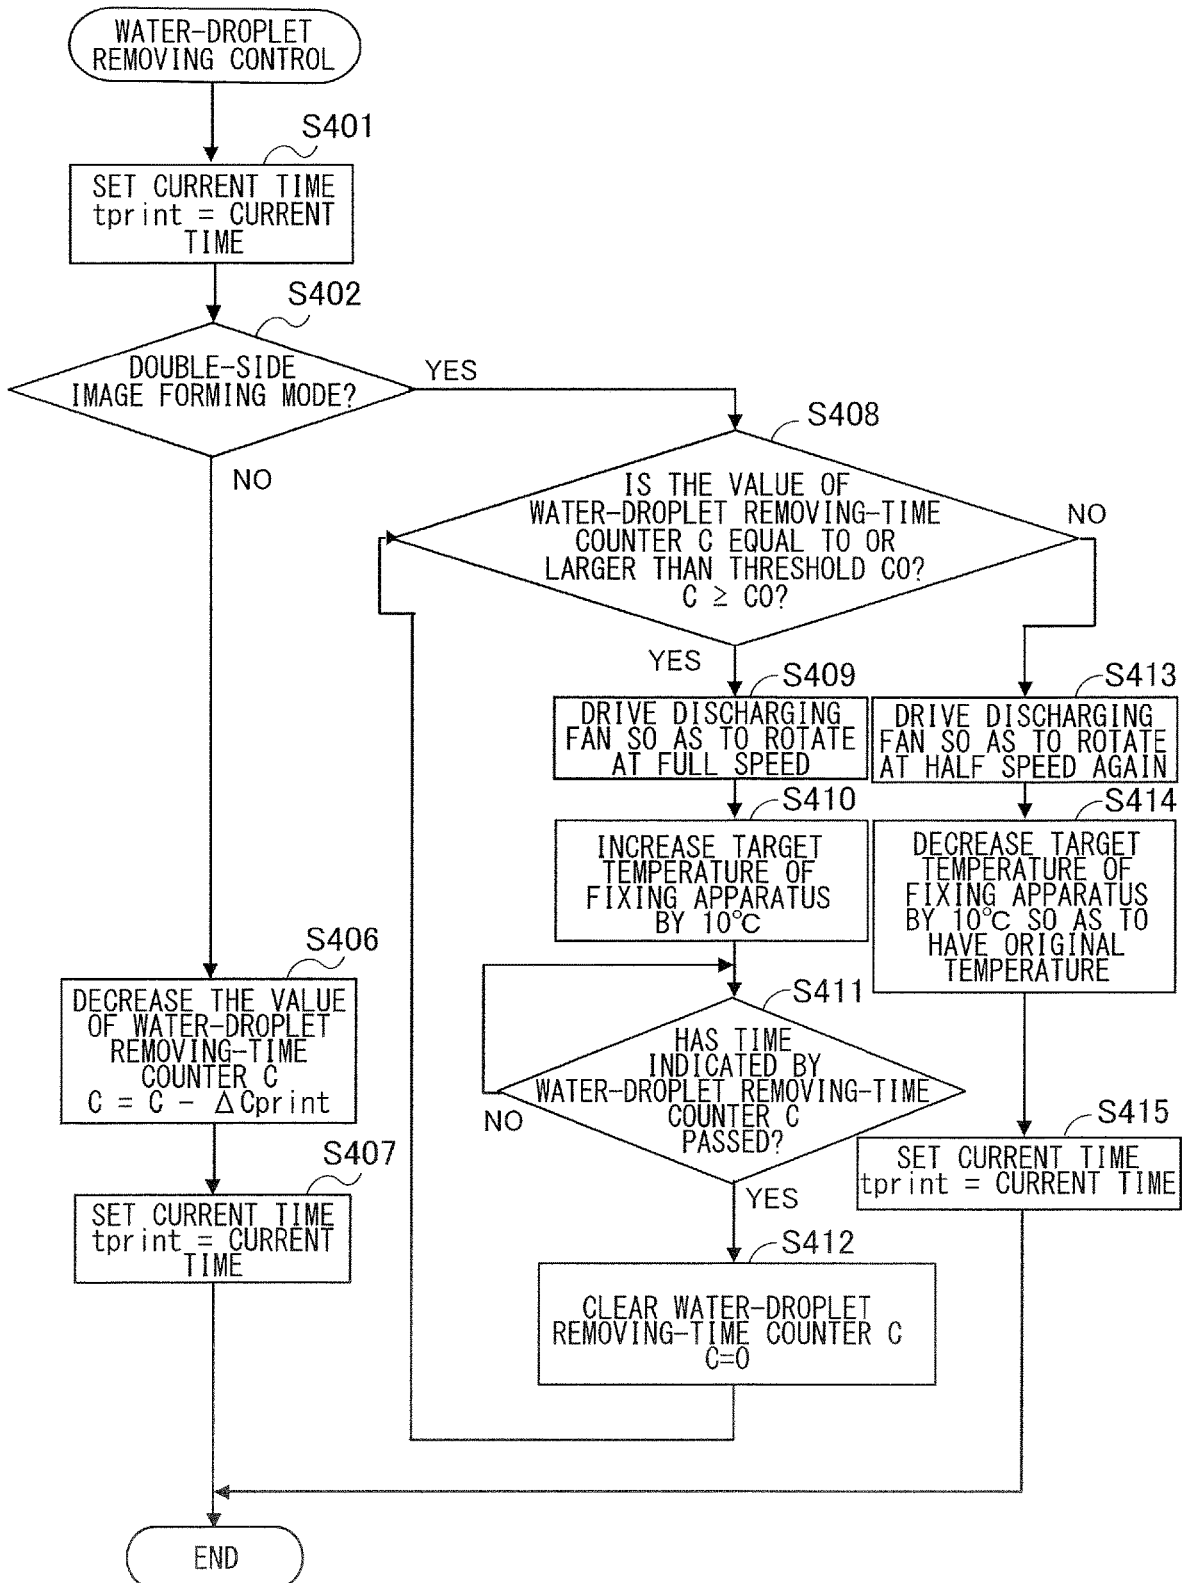 WATER-DROPLET
REMOVING CONTROL
S401
SET CURRENT TIME
tprint = CURRENT
TIME
S402
DOUBLE-SIDE
IMAGE FORMING MODE?
YES
NO
S408
IS THE VALUE OF
WATER-DROPLET REMOVING-TIME
COUNTER C EQUAL TO OR
LARGER THAN THRESHOLD C0?
C ≥ C0?
NO
YES
S409
DRIVE DISCHARGING
FAN SO AS TO ROTATE
AT FULL SPEED
S413
DRIVE DISCHARGING
FAN SO AS TO ROTATE
AT HALF SPEED AGAIN
S410
INCREASE TARGET
TEMPERATURE OF
FIXING APPARATUS
BY 10℃
S414
DECREASE TARGET
TEMPERATURE OF
FIXING APPARATUS
BY 10℃ SO AS TO
HAVE ORIGINAL
TEMPERATURE
S406
DECREASE THE VALUE
OF WATER-DROPLET
REMOVING-TIME
COUNTER C
C = C - ΔCprint
S411
HAS TIME
INDICATED BY
WATER-DROPLET REMOVING-TIME
COUNTER C
PASSED?
NO
YES
S415
SET CURRENT TIME
tprint = CURRENT TIME
S407
SET CURRENT TIME
tprint = CURRENT
TIME
S412
CLEAR WATER-DROPLET
REMOVING-TIME COUNTER C
C=0
END